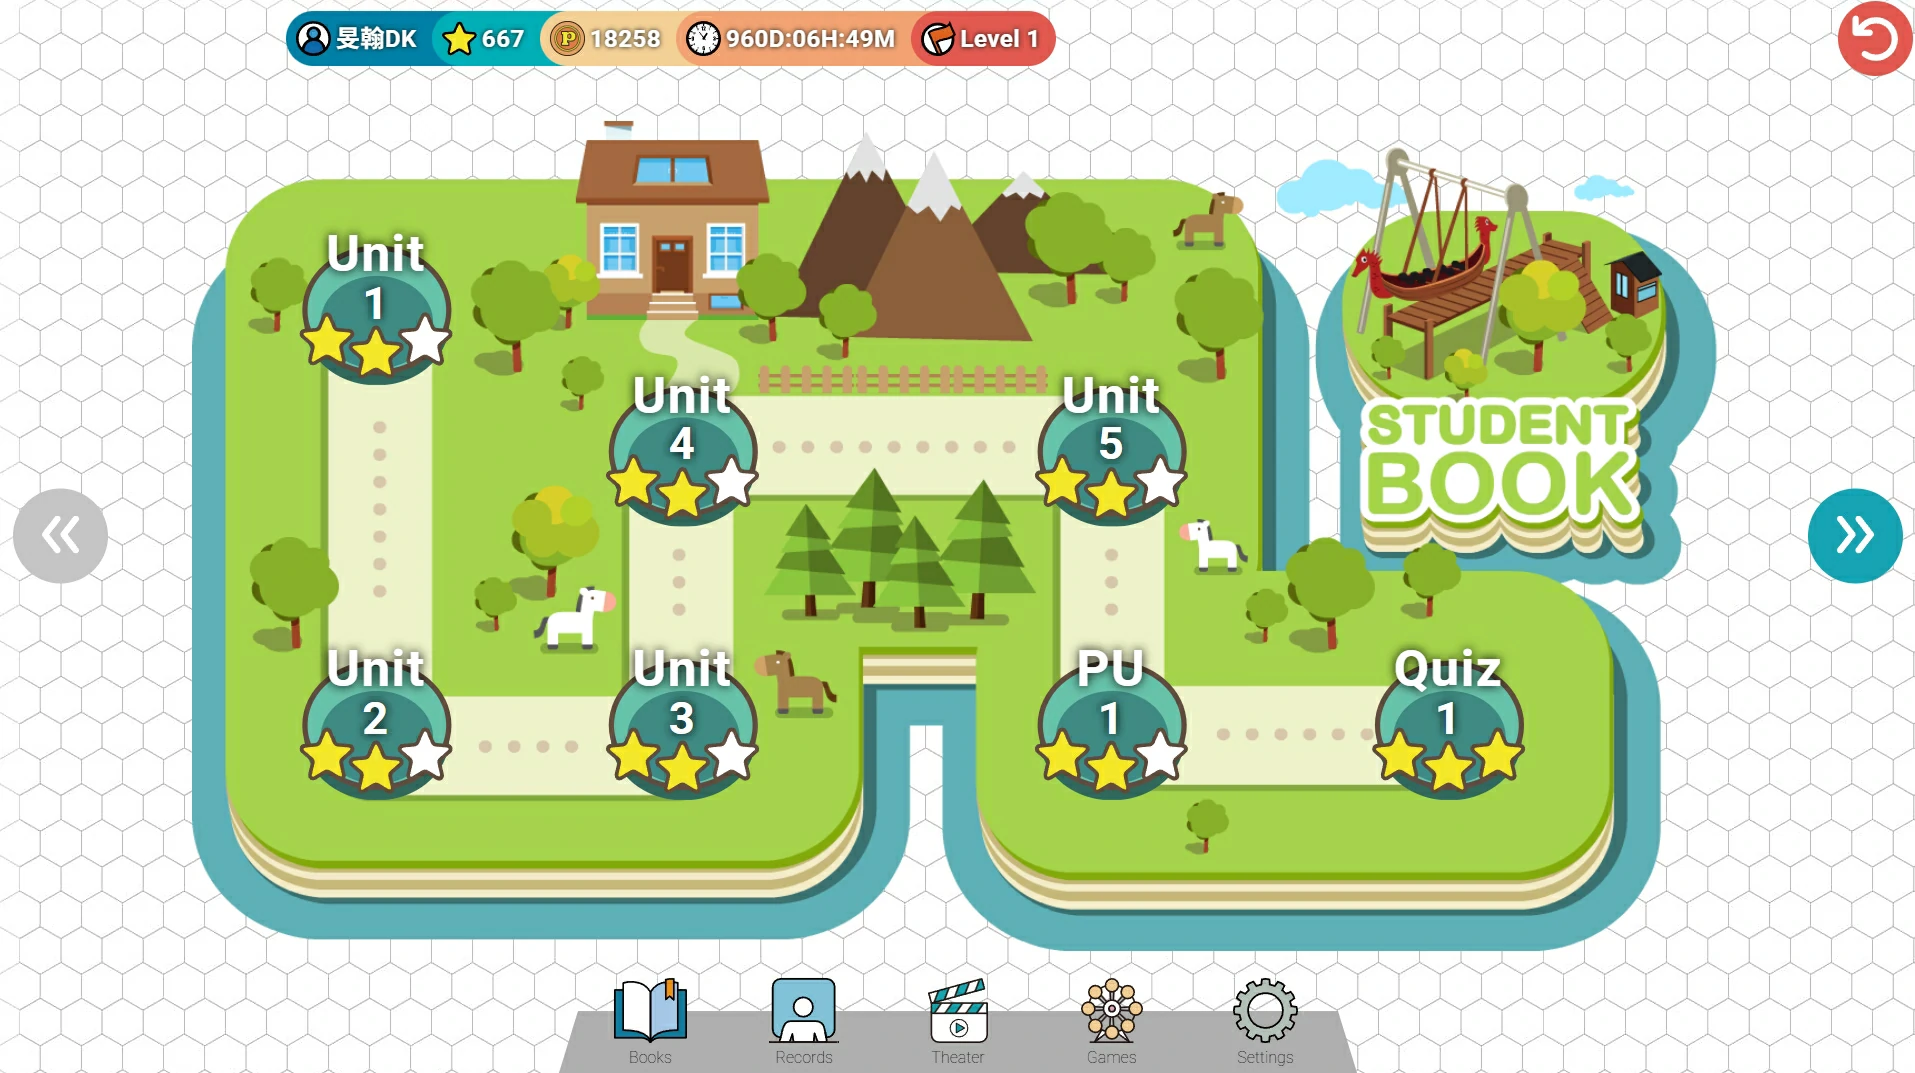 旻翰DK 667 18258 960D:06H:49M Level 1
Unit
1
Unit
4
Unit
5
STUDENT
BOOK
Unit
2
Unit
3
PU
1
Quiz
1
Books Records Theater Games Settings